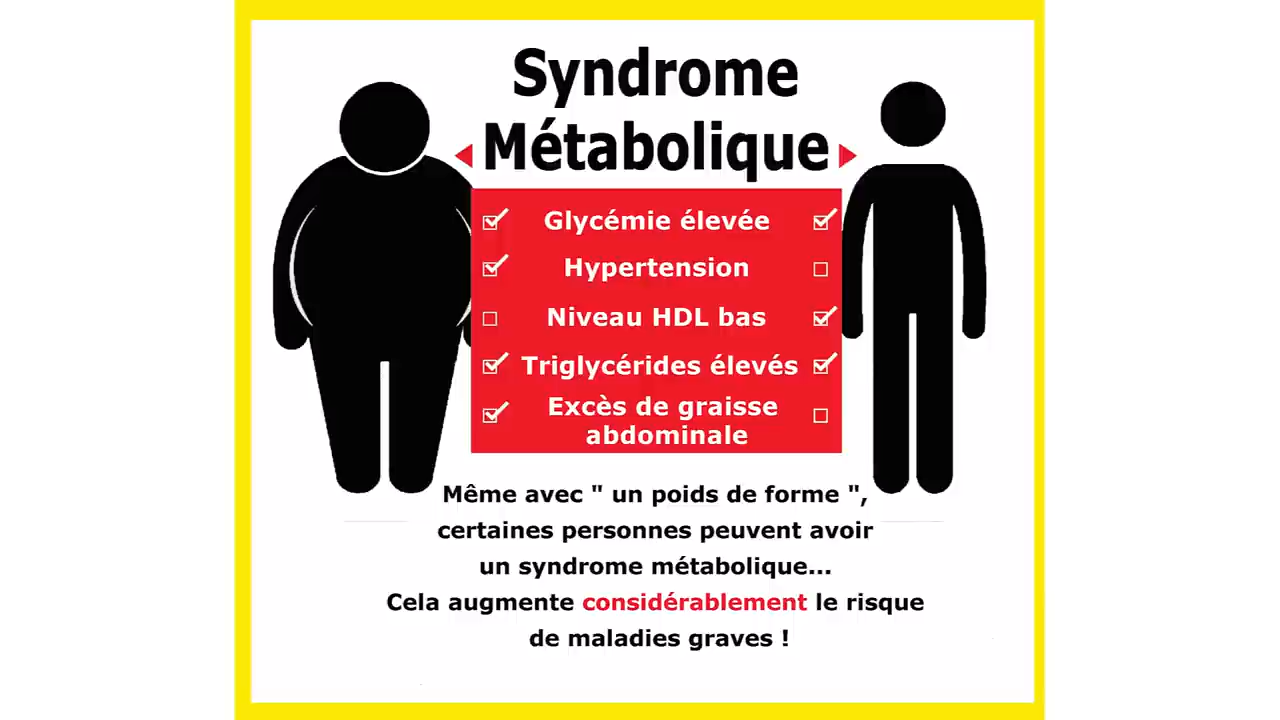 Syndrome
Métabolique
Glycémie élevée
Hypertension
Niveau HDL bas
Triglycérides élevés
Excès de graisse
abdominale
Même avec " un poids de forme ",
certaines personnes peuvent avoir
un syndrome métabolique...
Cela augmente considérablement le risque
de maladies graves !